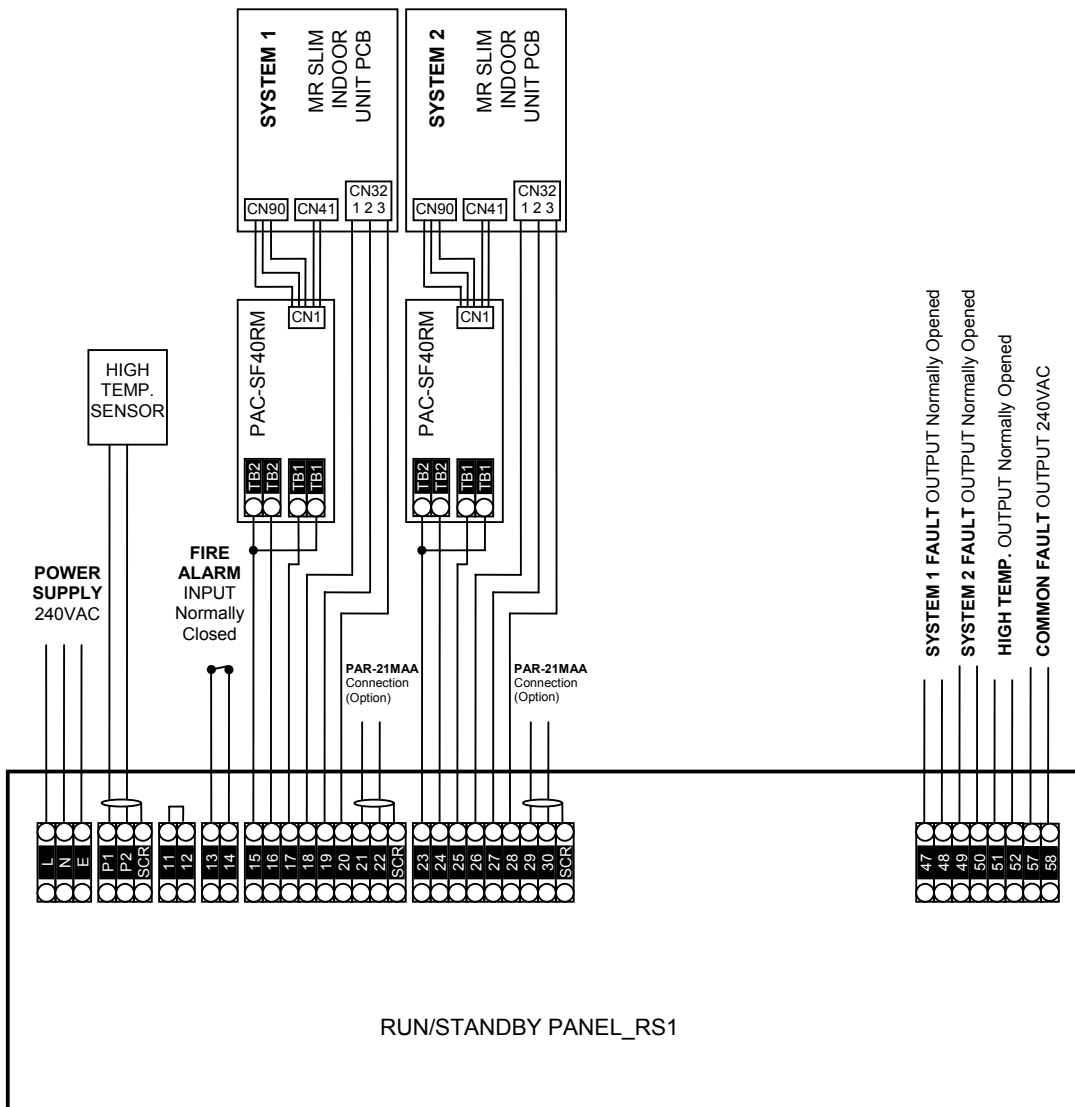 SYSTEM 1
MR SLIM
INDOOR
UNIT PCB
CN90
CN41
CN32
1 2 3
SYSTEM 2
MR SLIM
INDOOR
UNIT PCB
CN90
CN41
CN32
1 2 3
HIGH
TEMP.
SENSOR
PAC-SF40RM
CN1
TB2
TB2
TB1
TB1
PAC-SF40RM
CN1
TB2
TB2
TB1
TB1
POWER
SUPPLY
240VAC
FIRE
ALARM
INPUT
Normally
Closed
PAR-21MAA
Connection
(Option)
PAR-21MAA
Connection
(Option)
SYSTEM 1 FAULT OUTPUT Normally Opened
SYSTEM 2 FAULT OUTPUT Normally Opened
HIGH TEMP. OUTPUT Normally Opened
COMMON FAULT OUTPUT 240VAC
L
N
E
P1
P2
SCR
11
12
13
14
15
16
17
18
19
20
21
22
SCR
23
24
25
26
27
28
29
30
SCR
47
48
49
50
51
52
57
58
RUN/STANDBY PANEL_RS1